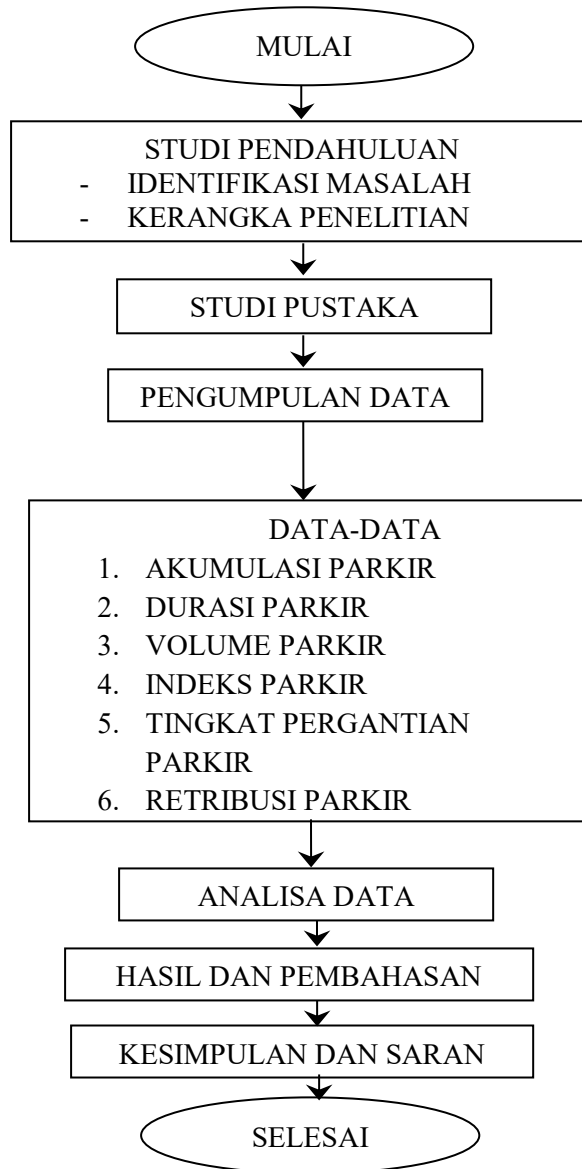 MULAI
STUDI PENDAHULUAN
- IDENTIFIKASI MASALAH
- KERANGKA PENELITIAN
STUDI PUSTAKA
PENGUMPULAN DATA
DATA-DATA
1. AKUMULASI PARKIR
2. DURASI PARKIR
3. VOLUME PARKIR
4. INDEKS PARKIR
5. TINGKAT PERGANTIAN
PARKIR
6. RETRIBUSI PARKIR
ANALISA DATA
HASIL DAN PEMBAHASAN
KESIMPULAN DAN SARAN
SELESAI